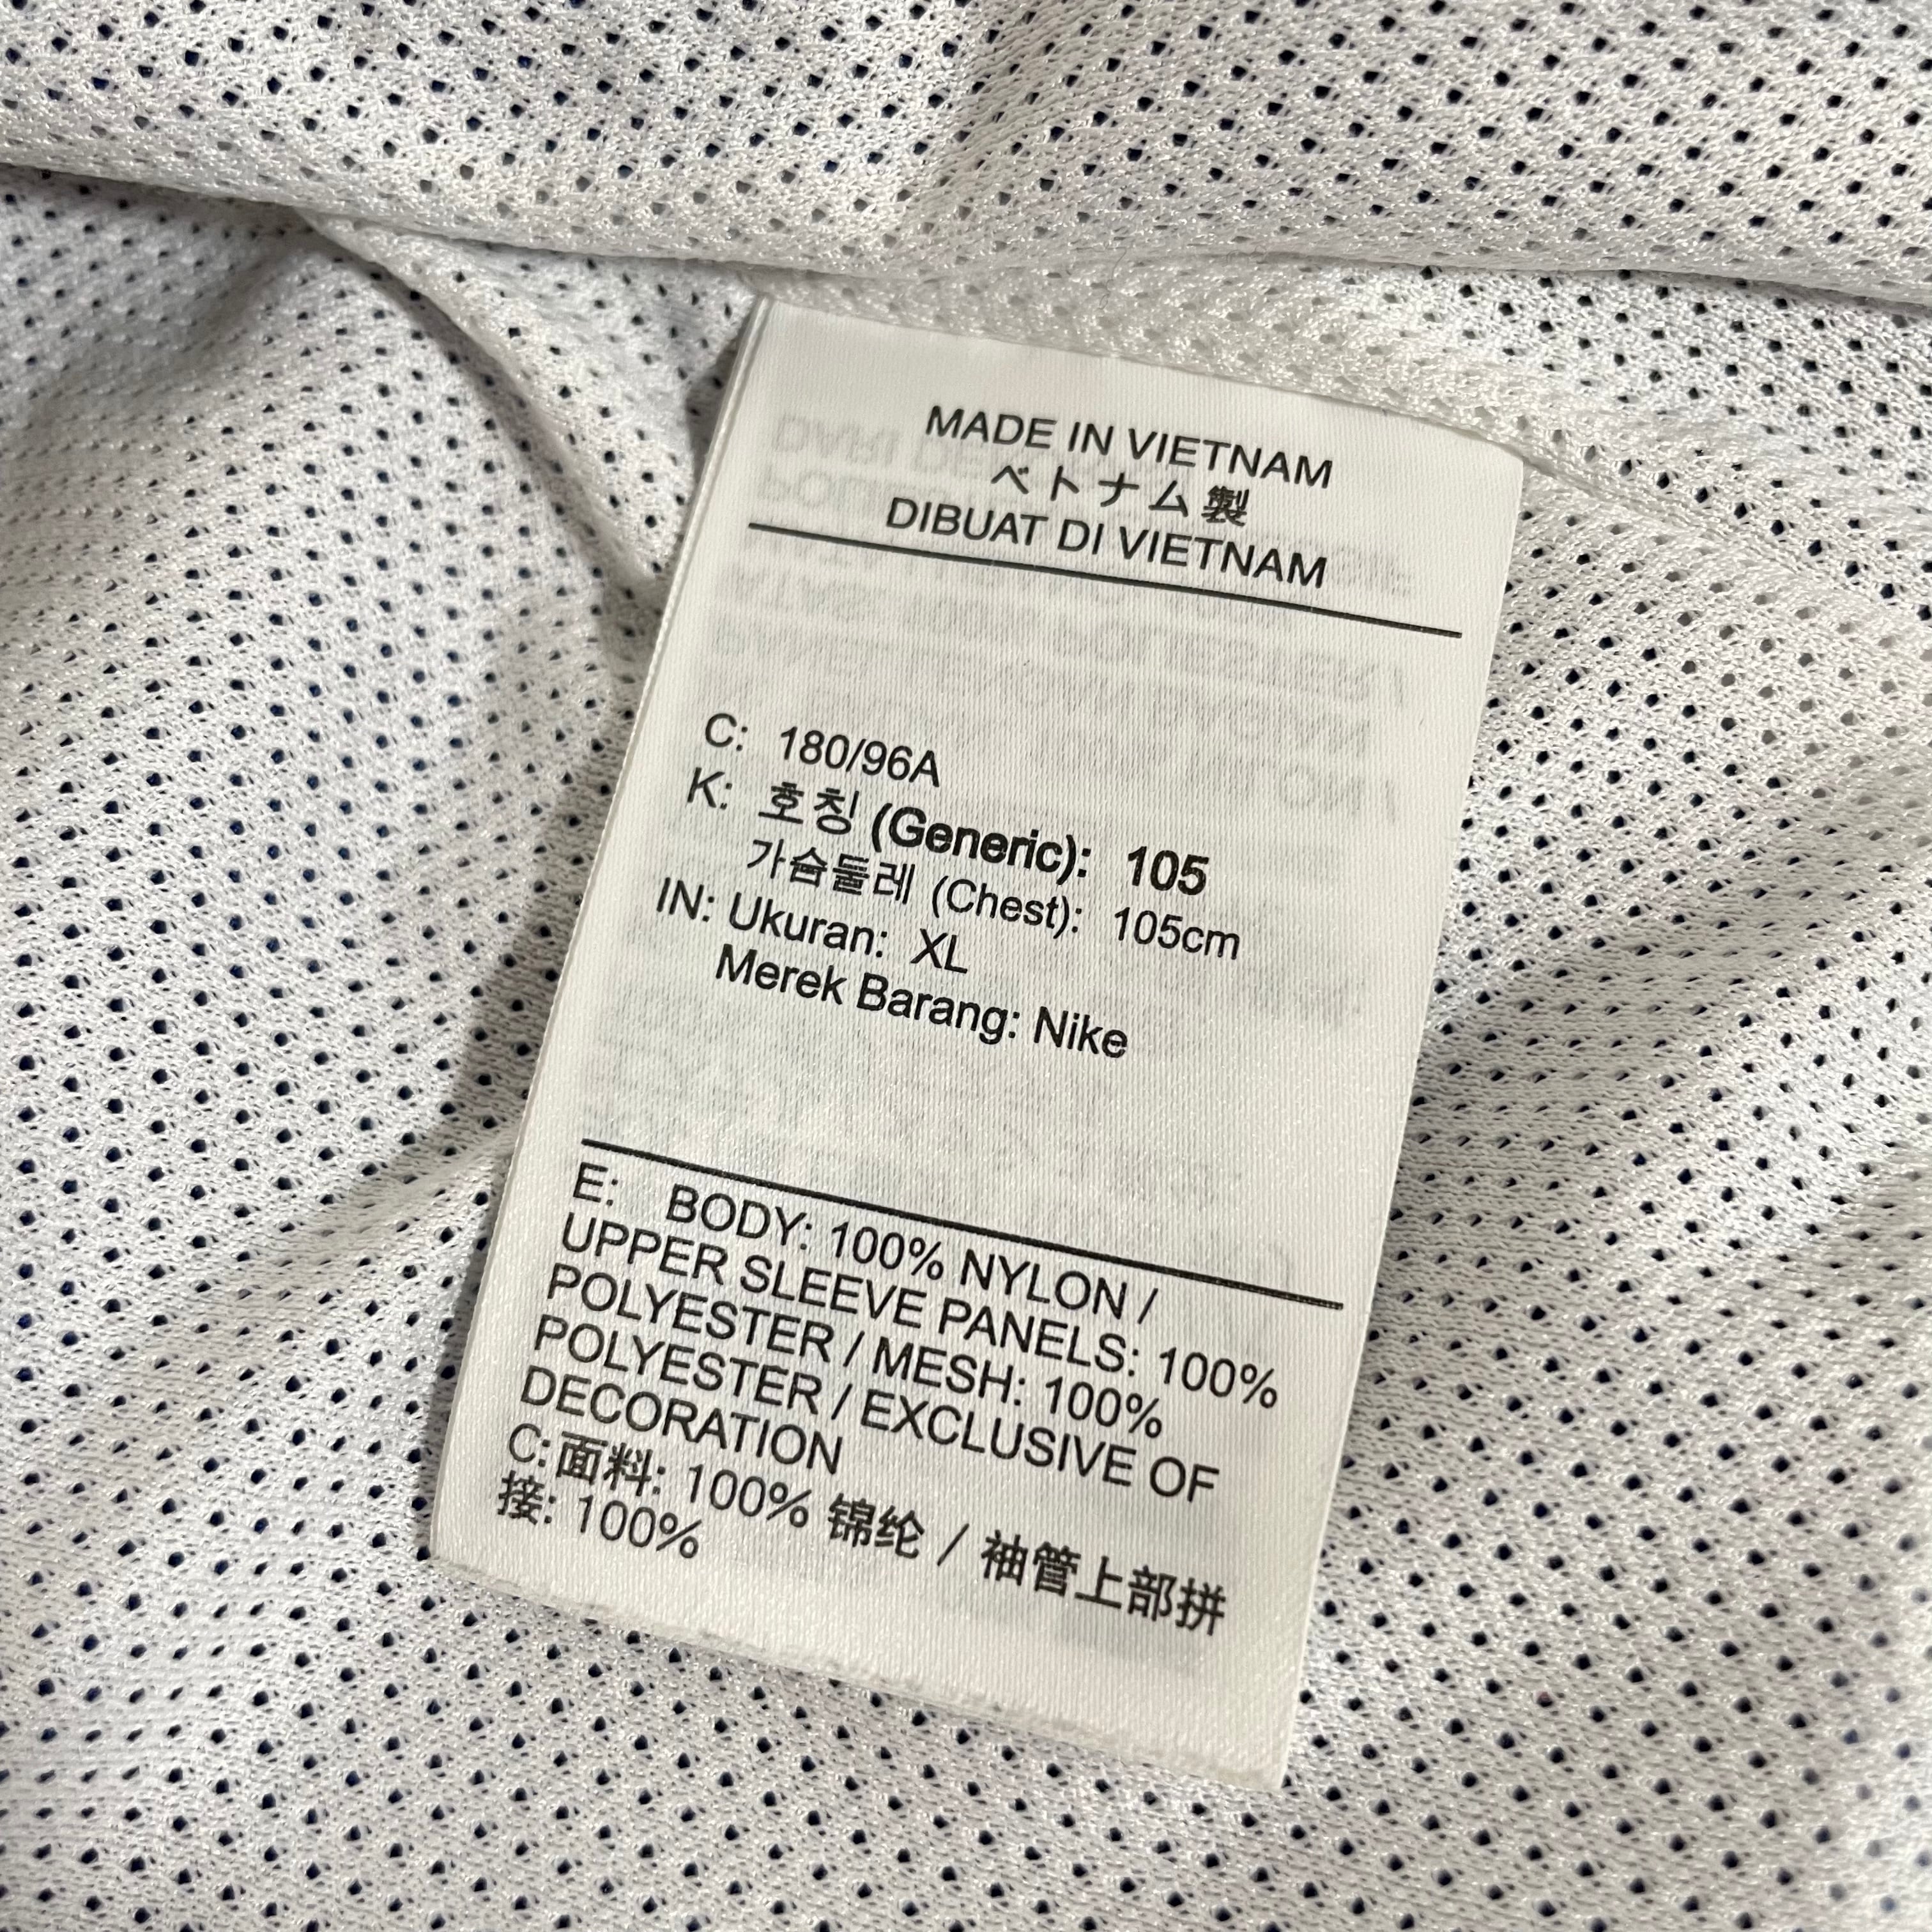 MADE IN VIETNAM
ベトナム製
DIBUAT DI VIETNAM
C: 180/96A
K: 호칭 (Generic): 105
가슴둘레 (Chest): 105cm
IN: Ukuran: XL
Merek Barang: Nike
E: BODY: 100% NYLON /
UPPER SLEEVE PANELS: 100%
POLYESTER / MESH: 100%
POLYESTER / EXCLUSIVE OF
DECORATION
C:面料: 100% 锦纶 / 袖管上部拼
接: 100%